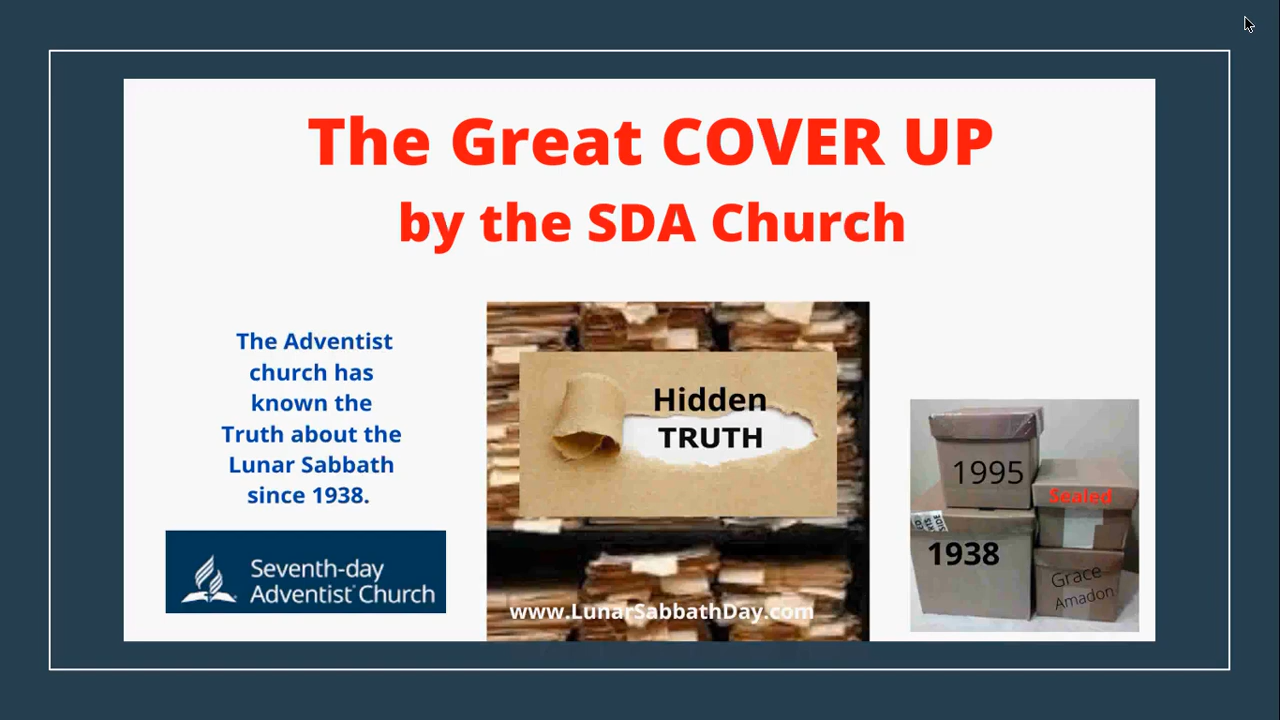 The Great COVER UP
by the SDA Church
The Adventist
church has
known the
Truth about the
Lunar Sabbath
since 1938.
Seventh-day
Adventist Church
Hidden
TRUTH
www.LunarSabbathDay.com
1995
Sealed
1938
Grace
Amadon